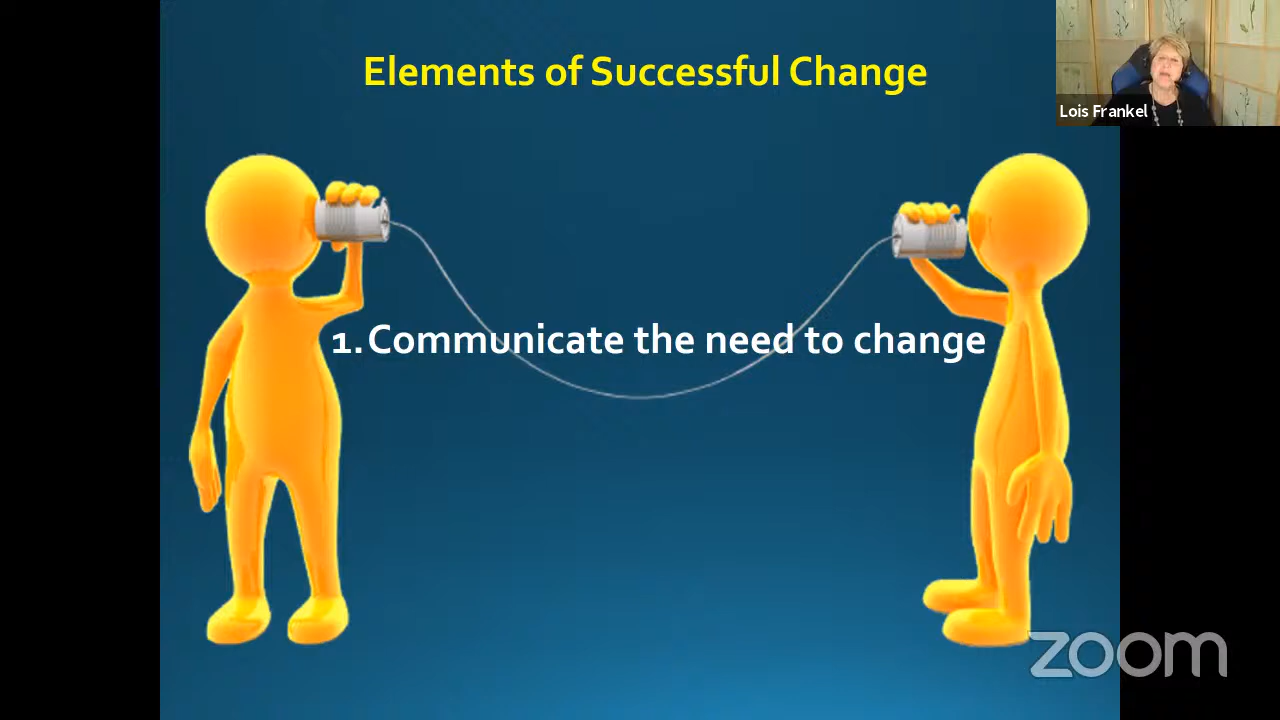 Elements of Successful Change
Lois Frankel
1. Communicate the need to change
zoom